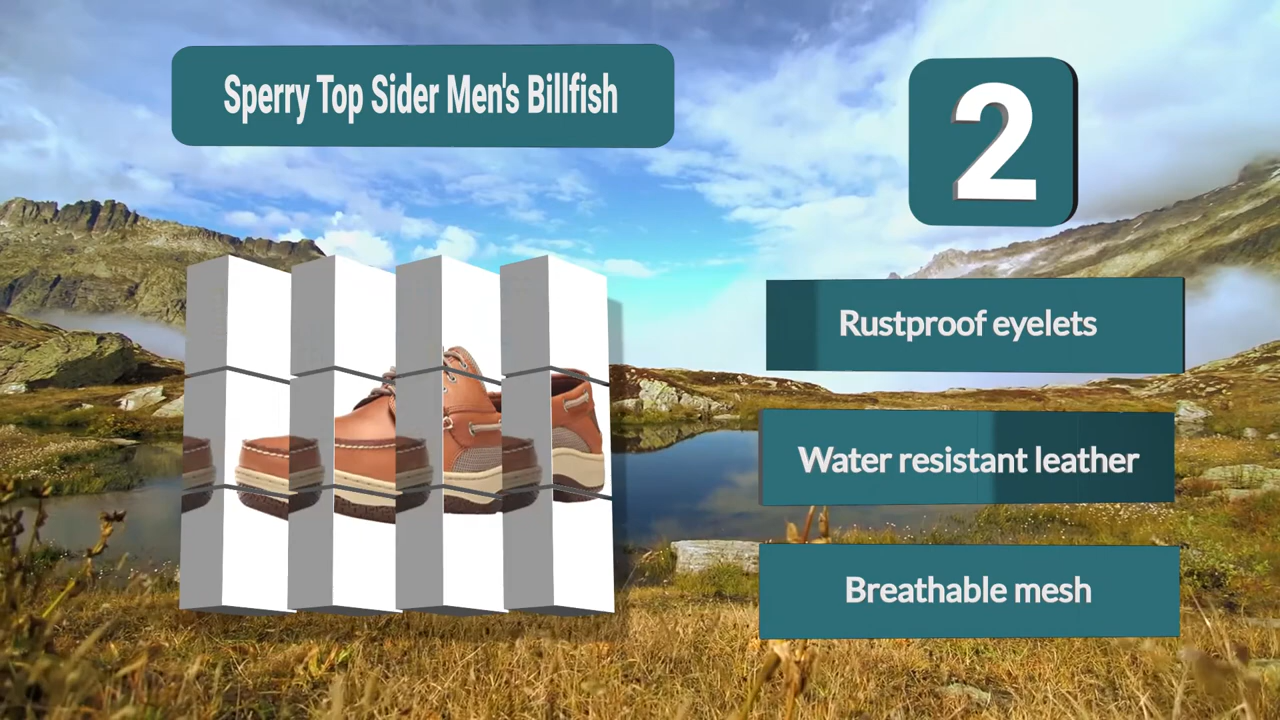 Sperry Top Sider Men's Billfish
2
Rustproof eyelets
Water resistant leather
Breathable mesh